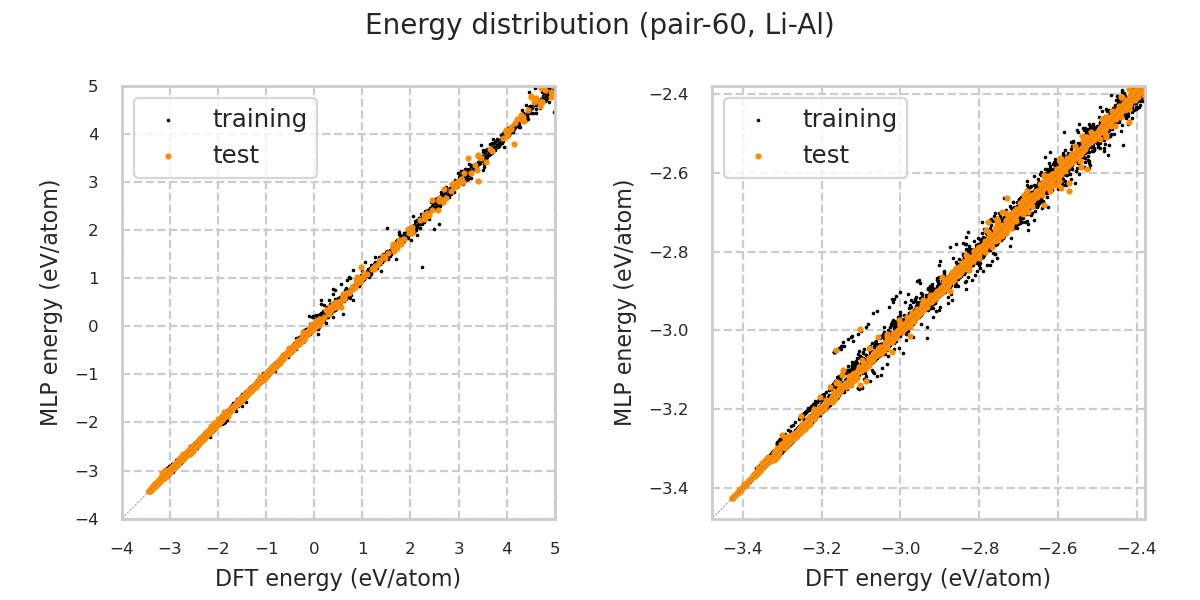 Energy distribution (pair-60, Li-Al)
MLP energy (eV/atom)
5
4
3
2
1
0
−1
−2
−3
−4
training
test
−4 −3 −2 −1 0 1 2 3 4 5
DFT energy (eV/atom)
MLP energy (eV/atom)
−2.4
−2.6
−2.8
−3.0
−3.2
−3.4
training
test
−3.4 −3.2 −3.0 −2.8 −2.6 −2.4
DFT energy (eV/atom)